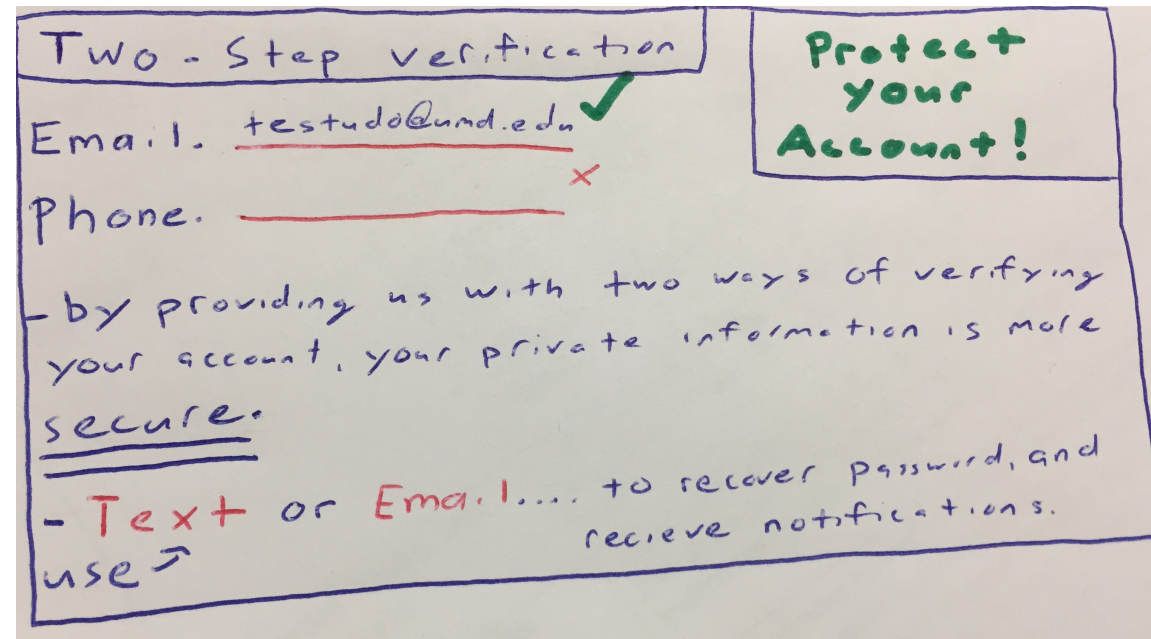 Two-Step verification
Protect
your
Account!
Email. testudo@umd.edu ✓
x
Phone.
- by providing us with two ways of verifying
your account, your private information is more
secure.
- Text or Email.... to recover password, and
use ↗ recieve notifications.